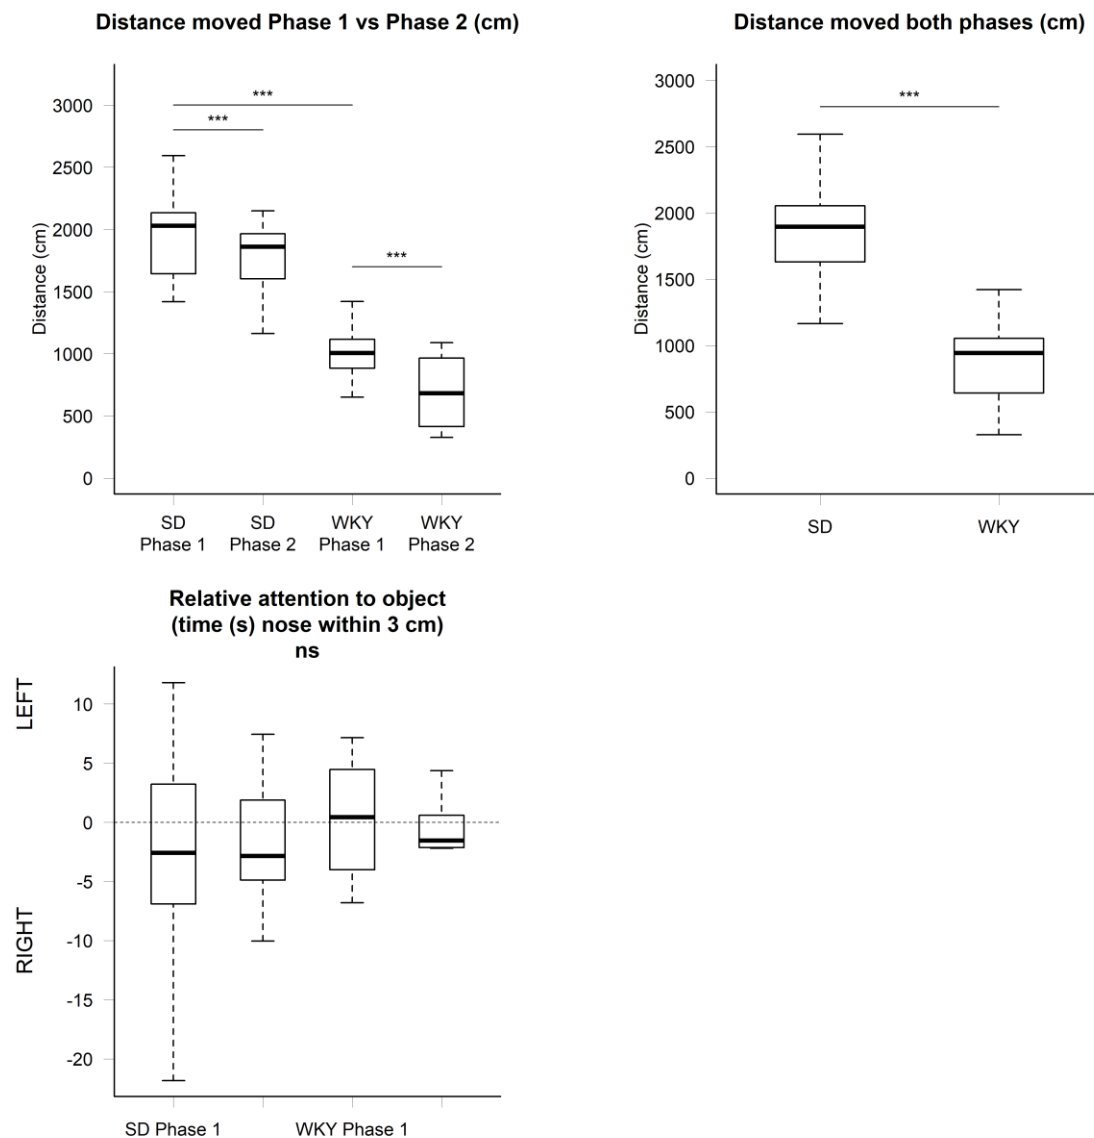 Distance moved Phase 1 vs Phase 2 (cm)
Distance (cm)
3000
2500
2000
1500
1000
500
0
***
***
***
SD
Phase 1
SD
Phase 2
WKY
Phase 1
WKY
Phase 2
Distance moved both phases (cm)
Distance (cm)
3000
2500
2000
1500
1000
500
0
***
SD
WKY
Relative attention to object
(time (s) nose within 3 cm)
ns
LEFT
RIGHT
10
5
0
-5
-10
-15
-20
SD Phase 1
WKY Phase 1